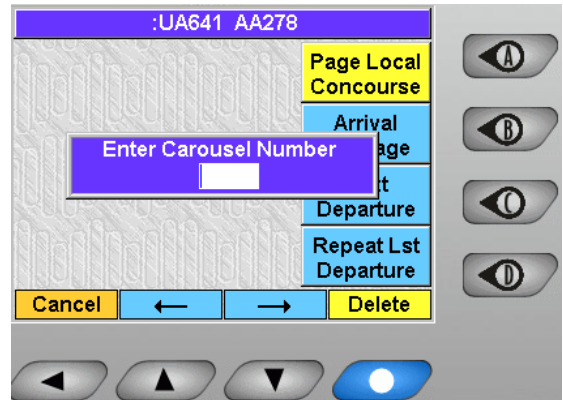 :UA641 AA278
Page Local
Concourse
Arrival
Enter Carousel Number
Departure
Repeat Lst
Departure
Cancel ← → Delete
A
B
C
D